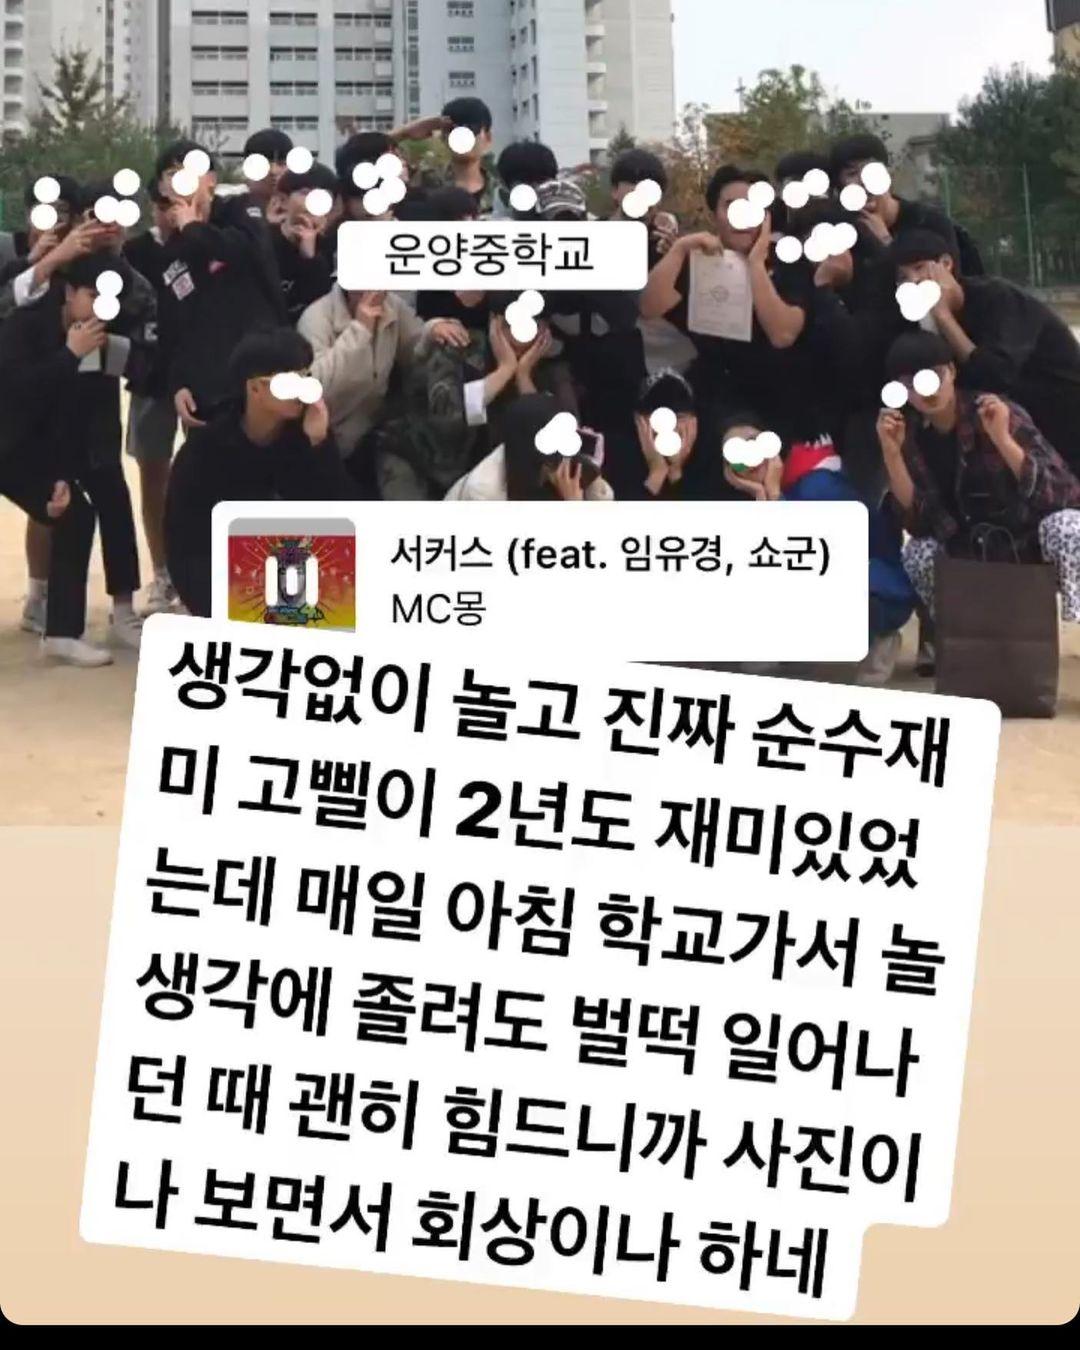 운양중학교
서커스 (feat. 임유경, 쇼군)
MC몽
생각없이 놀고 진짜 순수재
미 고삘이 2년도 재미있었
는데 매일 아침 학교가서 놀
생각에 졸려도 벌떡 일어나
던 때 괜히 힘드니까 사진이
나 보면서 회상이나 하네